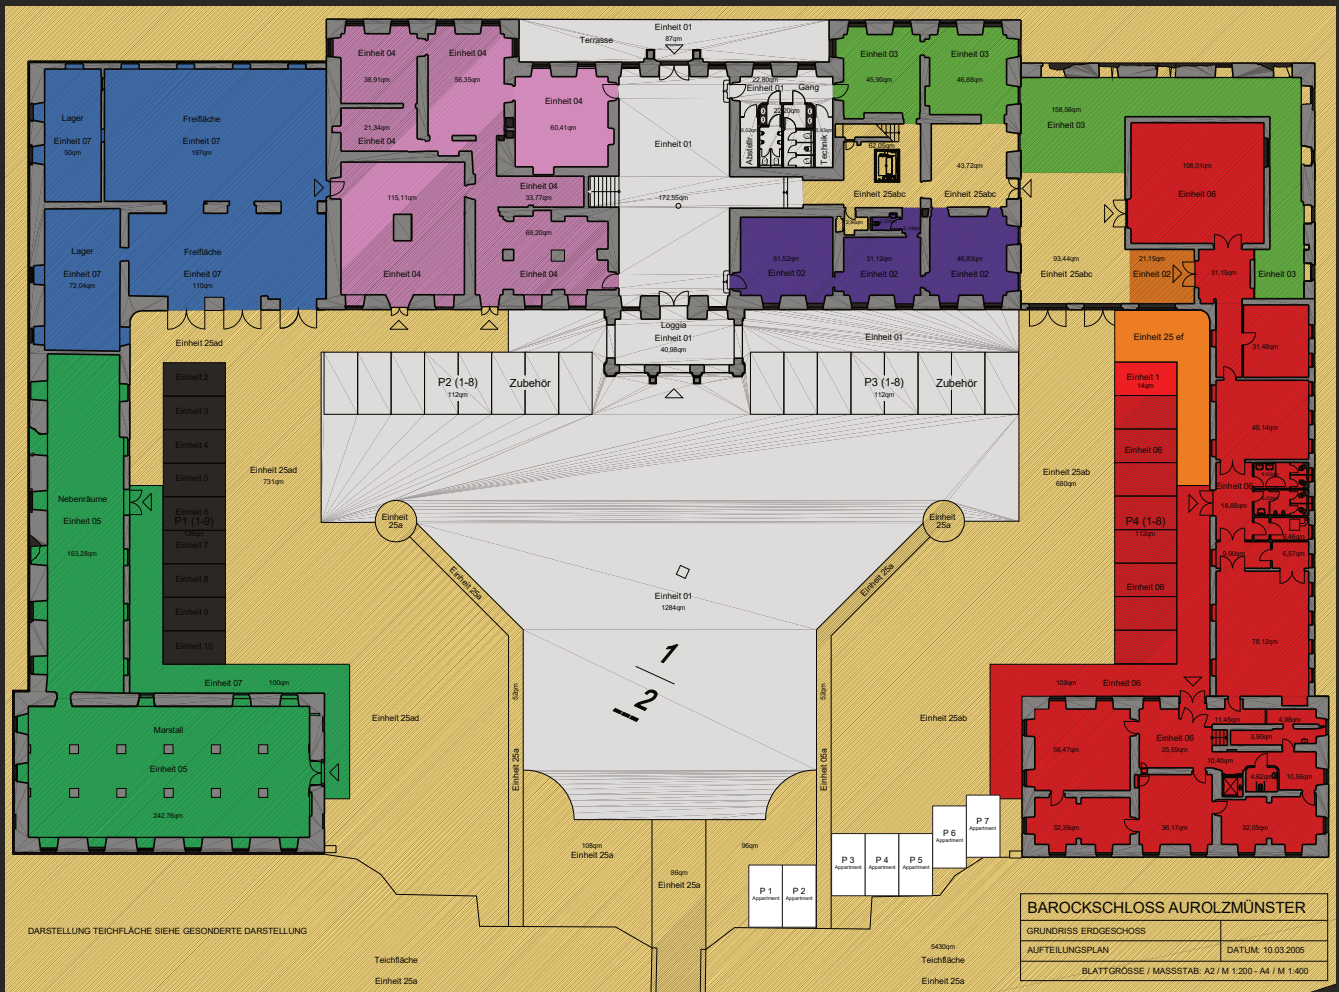 Einheit 01
87qm
Terrasse
Einheit 04
38,91qm
Einheit 04
56,35qm
Einheit 04
60,41qm
21,34qm
Einheit 04
115,11qm
Einheit 04
Einheit 04
33,77qm
69,20qm
Einheit 04
Lager
Einheit 07
50qm
Freifläche
Einheit 07
197qm
Lager
Einheit 07
72,04qm
Freifläche
Einheit 07
110qm
Einheit 01
172,55qm
22,80qm
Einheit 01
Gang
Abstellr.
Technik
Einheit 03
45,90qm
Einheit 03
46,88qm
158,56qm
Einheit 03
62,05qm
Einheit 25abc
43,72qm
Einheit 25abc
51,52qm
Einheit 02
31,12qm
Einheit 02
46,93qm
Einheit 02
93,44qm
Einheit 25abc
21,15qm
Einheit 02
108,01qm
Einheit 06
31,15qm
Einheit 03
Loggia
Einheit 01
40,98qm
Einheit 01
Einheit 25ad
Einheit 25 ef
31,48qm
P2 (1-8)
112qm
Zubehör
P3 (1-8)
112qm
Zubehör
Einheit 2
Einheit 3
Einheit 4
Einheit 5
Einheit 6
P1 (1-9)
Einheit 7
Einheit 8
Einheit 9
Einheit 10
Einheit 1
14qm
Einheit 06
P4 (1-8)
112qm
Einheit 06
49,14qm
Einheit 06
18,88qm
9,90qm
6,57qm
78,12qm
Einheit 25ad
731qm
Einheit 25ab
680qm
Nebenräume
Einheit 05
163,28qm
Einheit
25a
Einheit
25a
Einheit 25a
Einheit 25a
Einheit 01
1284qm
1
2
Einheit 07
100qm
Einheit 25ad
Einheit 25ab
53qm
Einheit 25a
53qm
Einheit 05a
Marstall
Einheit 05
242,76qm
109qm
Einheit 06
56,47qm
Einheit 06
25,59qm
11,45qm
4,98qm
3,90qm
10,40qm
4,62qm
10,56qm
32,35qm
36,17qm
32,05qm
108qm
Einheit 25a
96qm
86qm
Einheit 25a
P 1
Appartment
P 2
Appartment
P 3
Appartment
P 4
Appartment
P 5
Appartment
P 6
Appartment
P 7
Appartment
DARSTELLUNG TEICHFLÄCHE SIEHE GESONDERTE DARSTELLUNG
Teichfläche
Einheit 25a
5430qm
Teichfläche
Einheit 25a
BAROCKSCHLOSS AUROLZMÜNSTER
GRUNDRISS ERDGESCHOSS
AUFTEILUNGSPLAN
DATUM: 10.03.2005
BLATTGRÖSSE / MASSSTAB: A2 / M 1:200 - A4 / M 1:400